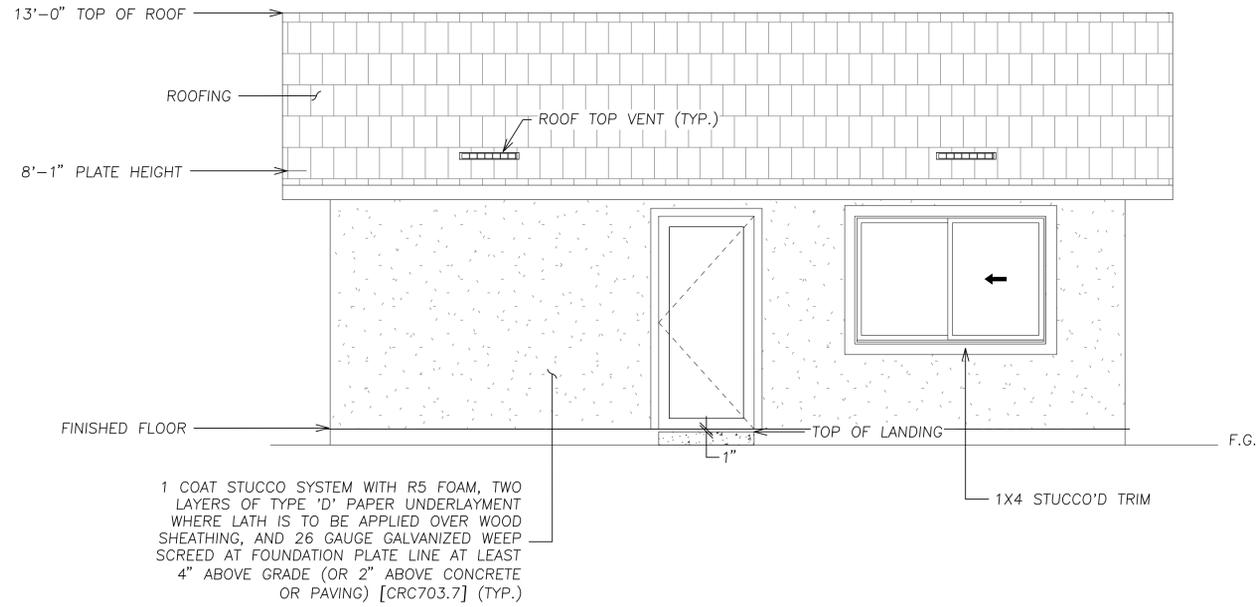 13'-0" TOP OF ROOF
ROOFING
ROOF TOP VENT (TYP.)
8'-1" PLATE HEIGHT
FINISHED FLOOR
TOP OF LANDING
F.G.
1"
1 COAT STUCCO SYSTEM WITH R5 FOAM, TWO
LAYERS OF TYPE 'D' PAPER UNDERLAYMENT
WHERE LATH IS TO BE APPLIED OVER WOOD
SHEATHING, AND 26 GAUGE GALVANIZED WEEP
SCREED AT FOUNDATION PLATE LINE AT LEAST
4" ABOVE GRADE (OR 2" ABOVE CONCRETE
OR PAVING) [CRC703.7] (TYP.)
1X4 STUCCO'D TRIM